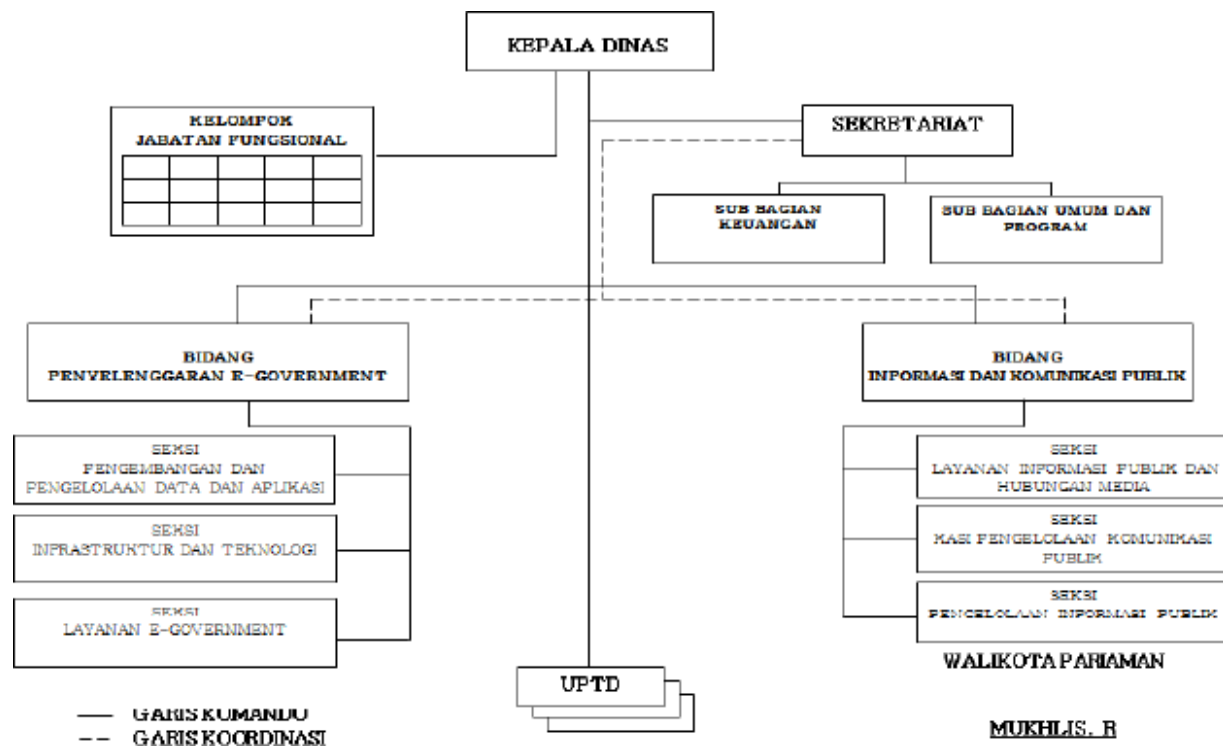 KEPALA DINAS
KELOMPOK
JABATAN FUNGSIONAL
SEKRETARIAT
SUB BAGIAN
KEUANGAN
SUB BAGIAN UMUM DAN
PROGRAM
BIDANG
PENYELENGGARAN E-GOVERNMENT
BIDANG
INFORMASI DAN KOMUNIKASI PUBLIK
SEKSI
PENGEMBANGAN DAN
PENGELOLAAN DATA DAN APLIKASI
SEKSI
INFRASTRUKTUR DAN TEKNOLOGI
SEKSI
LAYANAN E-GOVERNMENT
SEKSI
LAYANAN INFORMASI PUBLIK DAN
HUBUNGAN MEDIA
SEKSI
KASI PENGELOLAAN KOMUNIKASI
PUBLIK
SEKSI
PENGELOLAAN INFORMASI PUBLIK
UPTD
WALIKOTA PARIAMAN
MUKHLIS. R
GARIS KOMANDO
GARIS KOORDINASI